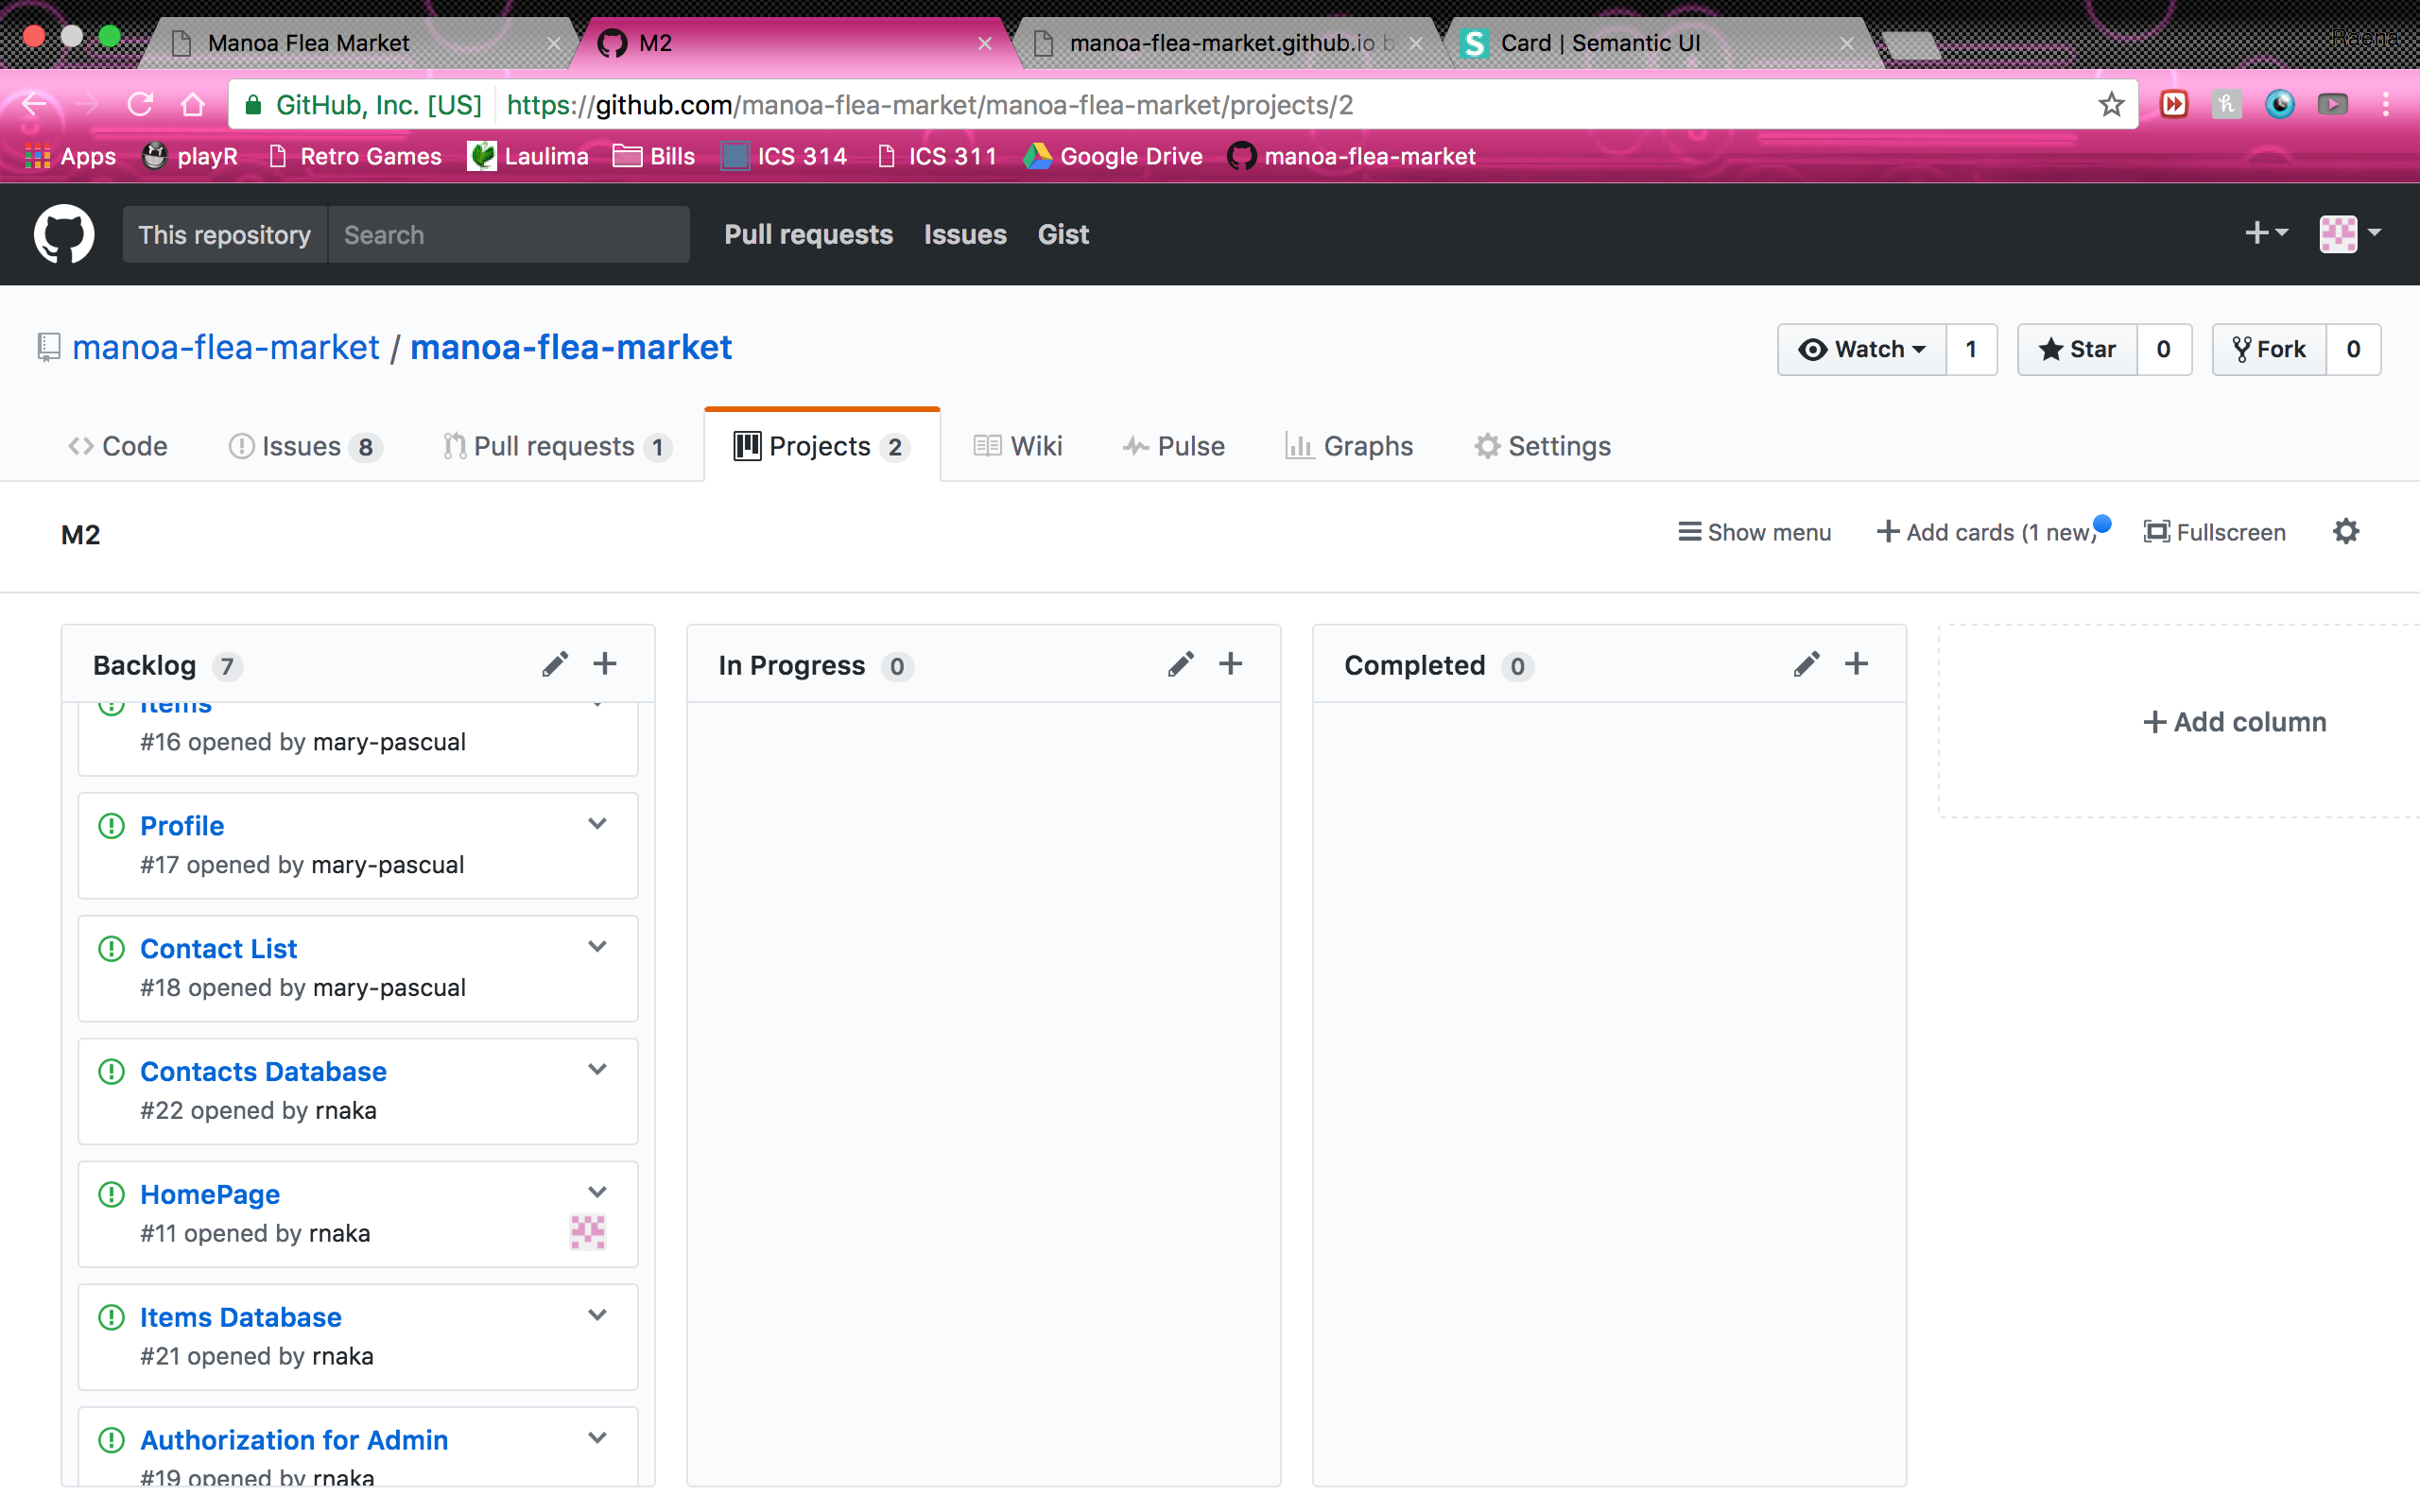 Manoa Flea Market
M2
manoa-flea-market.github.io b
Card | Semantic UI
Raena
GitHub, Inc. [US]
https://github.com/manoa-flea-market/manoa-flea-market/projects/2
Apps
playR
Retro Games
Laulima
Bills
ICS 314
ICS 311
Google Drive
manoa-flea-market
This repository
Search
Pull requests
Issues
Gist
manoa-flea-market / manoa-flea-market
Watch 1
Star 0
Fork 0
Code
Issues 8
Pull requests 1
Projects 2
Wiki
Pulse
Graphs
Settings
M2
Show menu
Add cards (1 new)
Fullscreen
Backlog 7
Items
#16 opened by mary-pascual
Profile
#17 opened by mary-pascual
Contact List
#18 opened by mary-pascual
Contacts Database
#22 opened by rnaka
HomePage
#11 opened by rnaka
Items Database
#21 opened by rnaka
Authorization for Admin
#19 opened by rnaka
In Progress 0
Completed 0
Add column